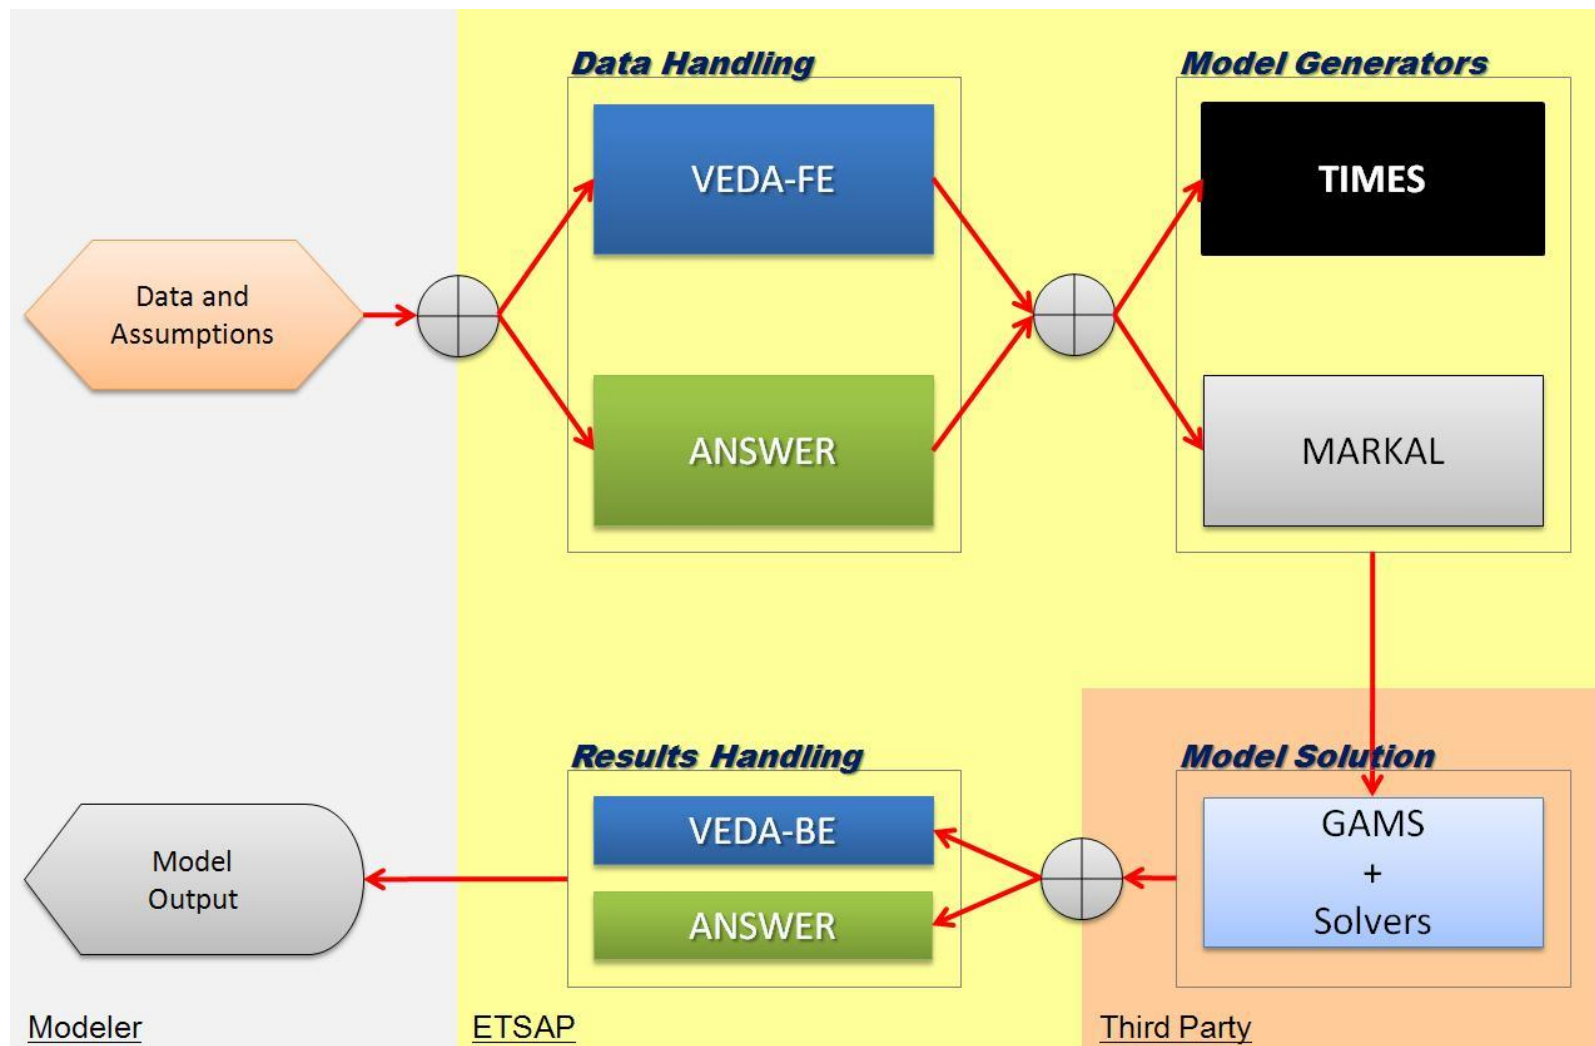 Data Handling
Model Generators
VEDA-FE
TIMES
Data and
Assumptions
ANSWER
MARKAL
Results Handling
Model Solution
VEDA-BE
GAMS
+
Solvers
Model
Output
ANSWER
Modeler
ETSAP
Third Party